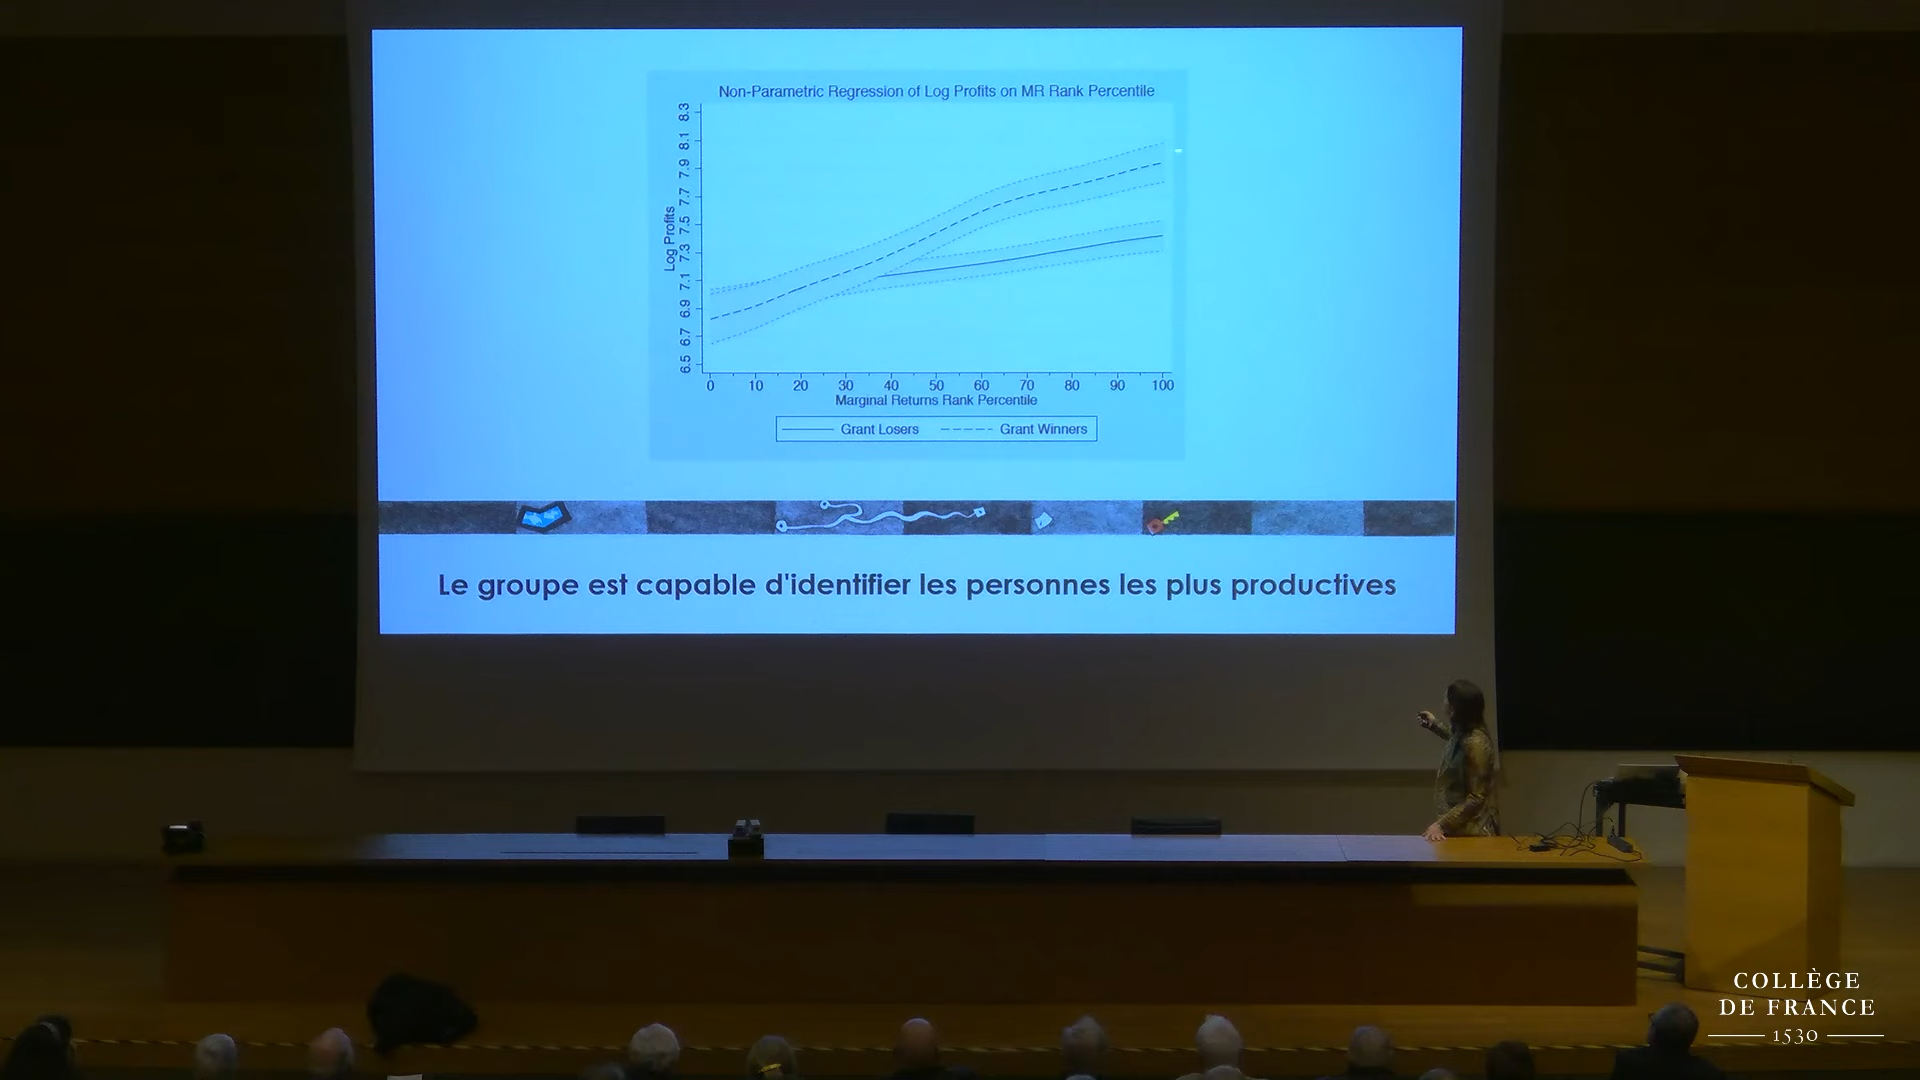 Non-Parametric Regression of Log Profits on MR Rank Percentile
8.3
8.1
7.9
7.7
7.5
7.3
7.1
6.9
6.7
6.5
Log Profits
0 10 20 30 40 50 60 70 80 90 100
Marginal Returns Rank Percentile
Grant Losers Grant Winners
Le groupe est capable d'identifier les personnes les plus productives
COLLÈGE
DE FRANCE
1530